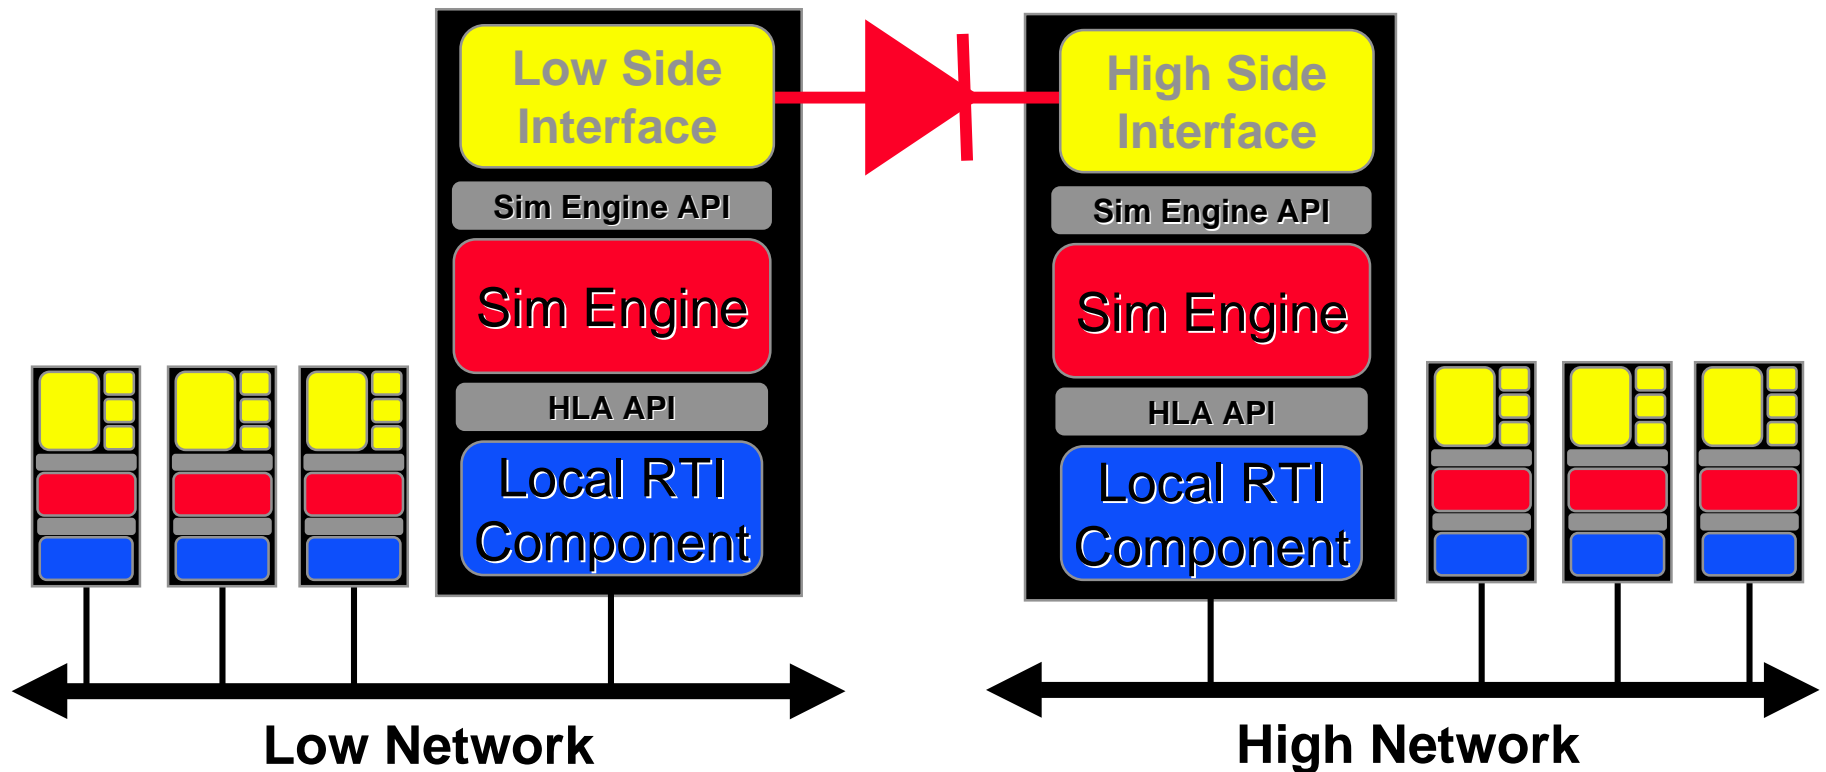 Low Side
Interface
Sim Engine API
Sim Engine
HLA API
Local RTI
Component
Low Network
High Side
Interface
Sim Engine API
Sim Engine
HLA API
Local RTI
Component
High Network